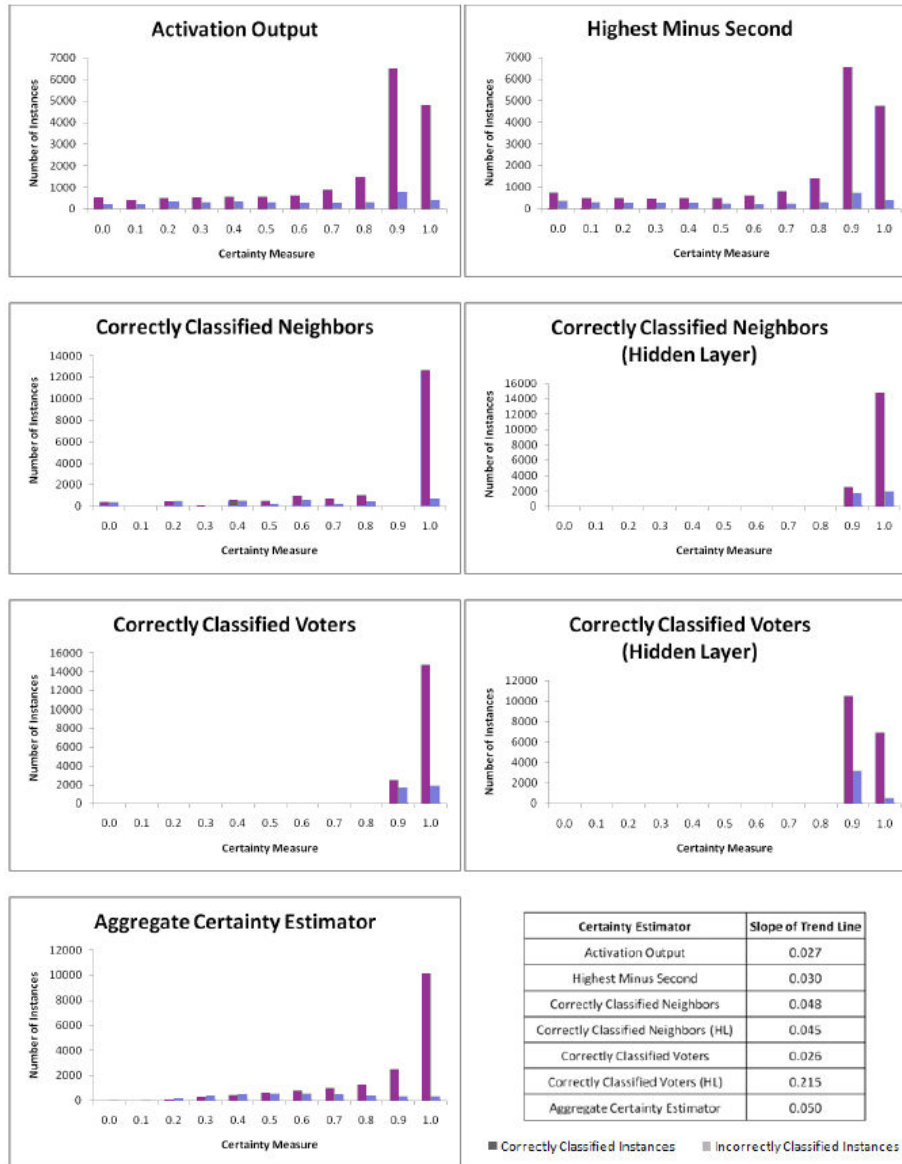 Activation Output
Number of Instances
7000
6000
5000
4000
3000
2000
1000
0
0.0 0.1 0.2 0.3 0.4 0.5 0.6 0.7 0.8 0.9 1.0
Certainty Measure
Highest Minus Second
Number of Instances
7000
6000
5000
4000
3000
2000
1000
0
0.0 0.1 0.2 0.3 0.4 0.5 0.6 0.7 0.8 0.9 1.0
Certainty Measure
Correctly Classified Neighbors
Number of Instances
14000
12000
10000
8000
6000
4000
2000
0
0.0 0.1 0.2 0.3 0.4 0.5 0.6 0.7 0.8 0.9 1.0
Certainty Measure
Correctly Classified Neighbors
(Hidden Layer)
Number of Instances
16000
14000
12000
10000
8000
6000
4000
2000
0
0.0 0.1 0.2 0.3 0.4 0.5 0.6 0.7 0.8 0.9 1.0
Certainty Measure
Correctly Classified Voters
Number of Instances
16000
14000
12000
10000
8000
6000
4000
2000
0
0.0 0.1 0.2 0.3 0.4 0.5 0.6 0.7 0.8 0.9 1.0
Certainty Measure
Correctly Classified Voters
(Hidden Layer)
Number of Instances
12000
10000
8000
6000
4000
2000
0
0.0 0.1 0.2 0.3 0.4 0.5 0.6 0.7 0.8 0.9 1.0
Certainty Measure
Aggregate Certainty Estimator
Number of Instances
12000
10000
8000
6000
4000
2000
0
0.0 0.1 0.2 0.3 0.4 0.5 0.6 0.7 0.8 0.9 1.0
Certainty Measure
Certainty Estimator Slope of Trend Line
Activation Output 0.027
Highest Minus Second 0.030
Correctly Classified Neighbors 0.048
Correctly Classified Neighbors (HL) 0.045
Correctly Classified Voters 0.026
Correctly Classified Voters (HL) 0.215
Aggregate Certainty Estimator 0.050
Correctly Classified Instances Incorrectly Classified Instances